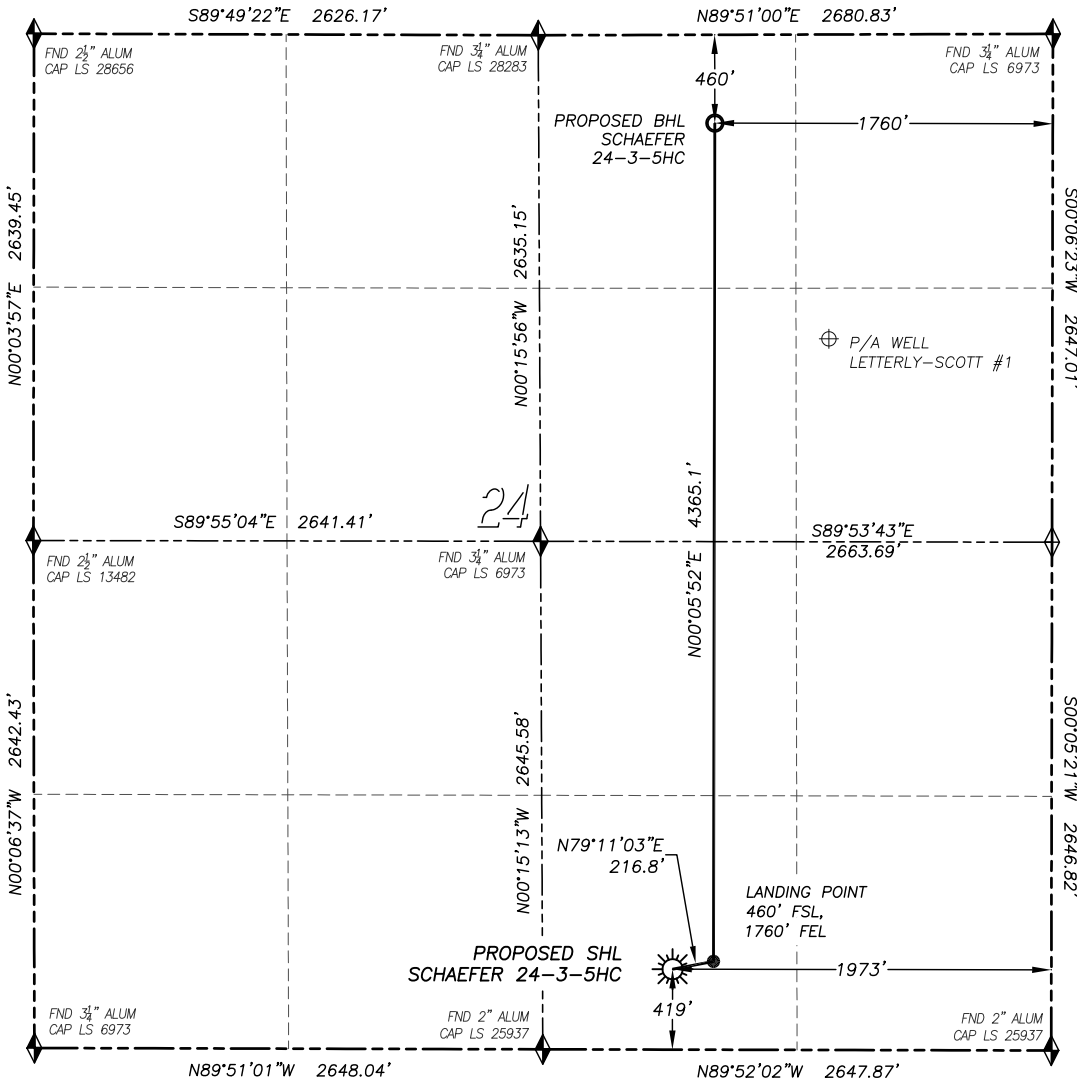 S89°49'22"E 2626.17'
N89°51'00"E 2680.83'
FND 2½" ALUM
CAP LS 28656
FND 3¼" ALUM
CAP LS 28283
FND 3¼" ALUM
CAP LS 6973
460'
PROPOSED BHL
SCHAEFER
24-3-5HC
1760'
N00°03'57"E 2639.45'
N00°15'56"W 2635.15'
S00°06'23"W 2647.01'
P/A WELL
LETTERLY-SCOTT #1
N00°05'52"E 4365.1'
24
S89°55'04"E 2641.41'
S89°53'43"E
2663.69'
FND 2½" ALUM
CAP LS 13482
FND 3¼" ALUM
CAP LS 6973
N00°06'37"W 2642.43'
N00°15'13"W 2645.58'
S00°05'21"W 2646.82'
N79°11'03"E
216.8'
LANDING POINT
460' FSL,
1760' FEL
PROPOSED SHL
SCHAEFER 24-3-5HC
1973'
419'
FND 3¼" ALUM
CAP LS 6973
FND 2" ALUM
CAP LS 25937
FND 2" ALUM
CAP LS 25937
N89°51'01"W 2648.04'
N89°52'02"W 2647.87'